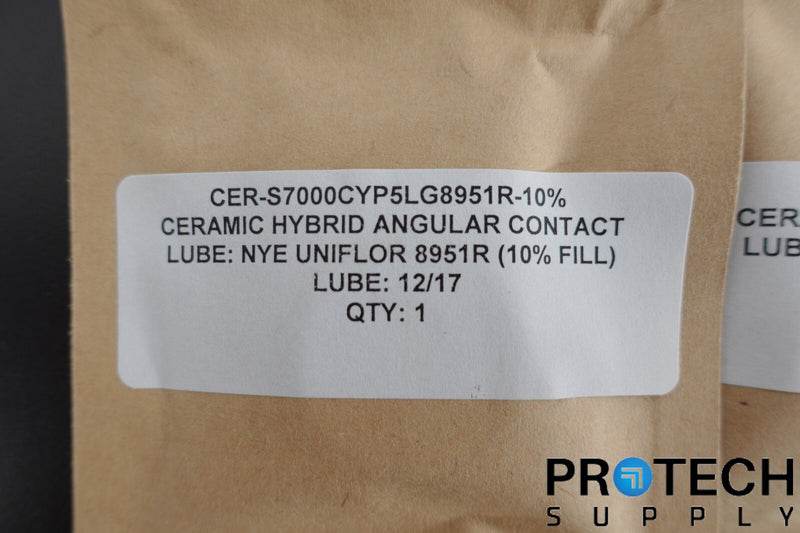 CER-S7000CYP5LG8951R-10%
CERAMIC HYBRID ANGULAR CONTACT
LUBE: NYE UNIFLOR 8951R (10% FILL)
LUBE: 12/17
QTY: 1
CER
LUB
PROTECH
SUPPLY